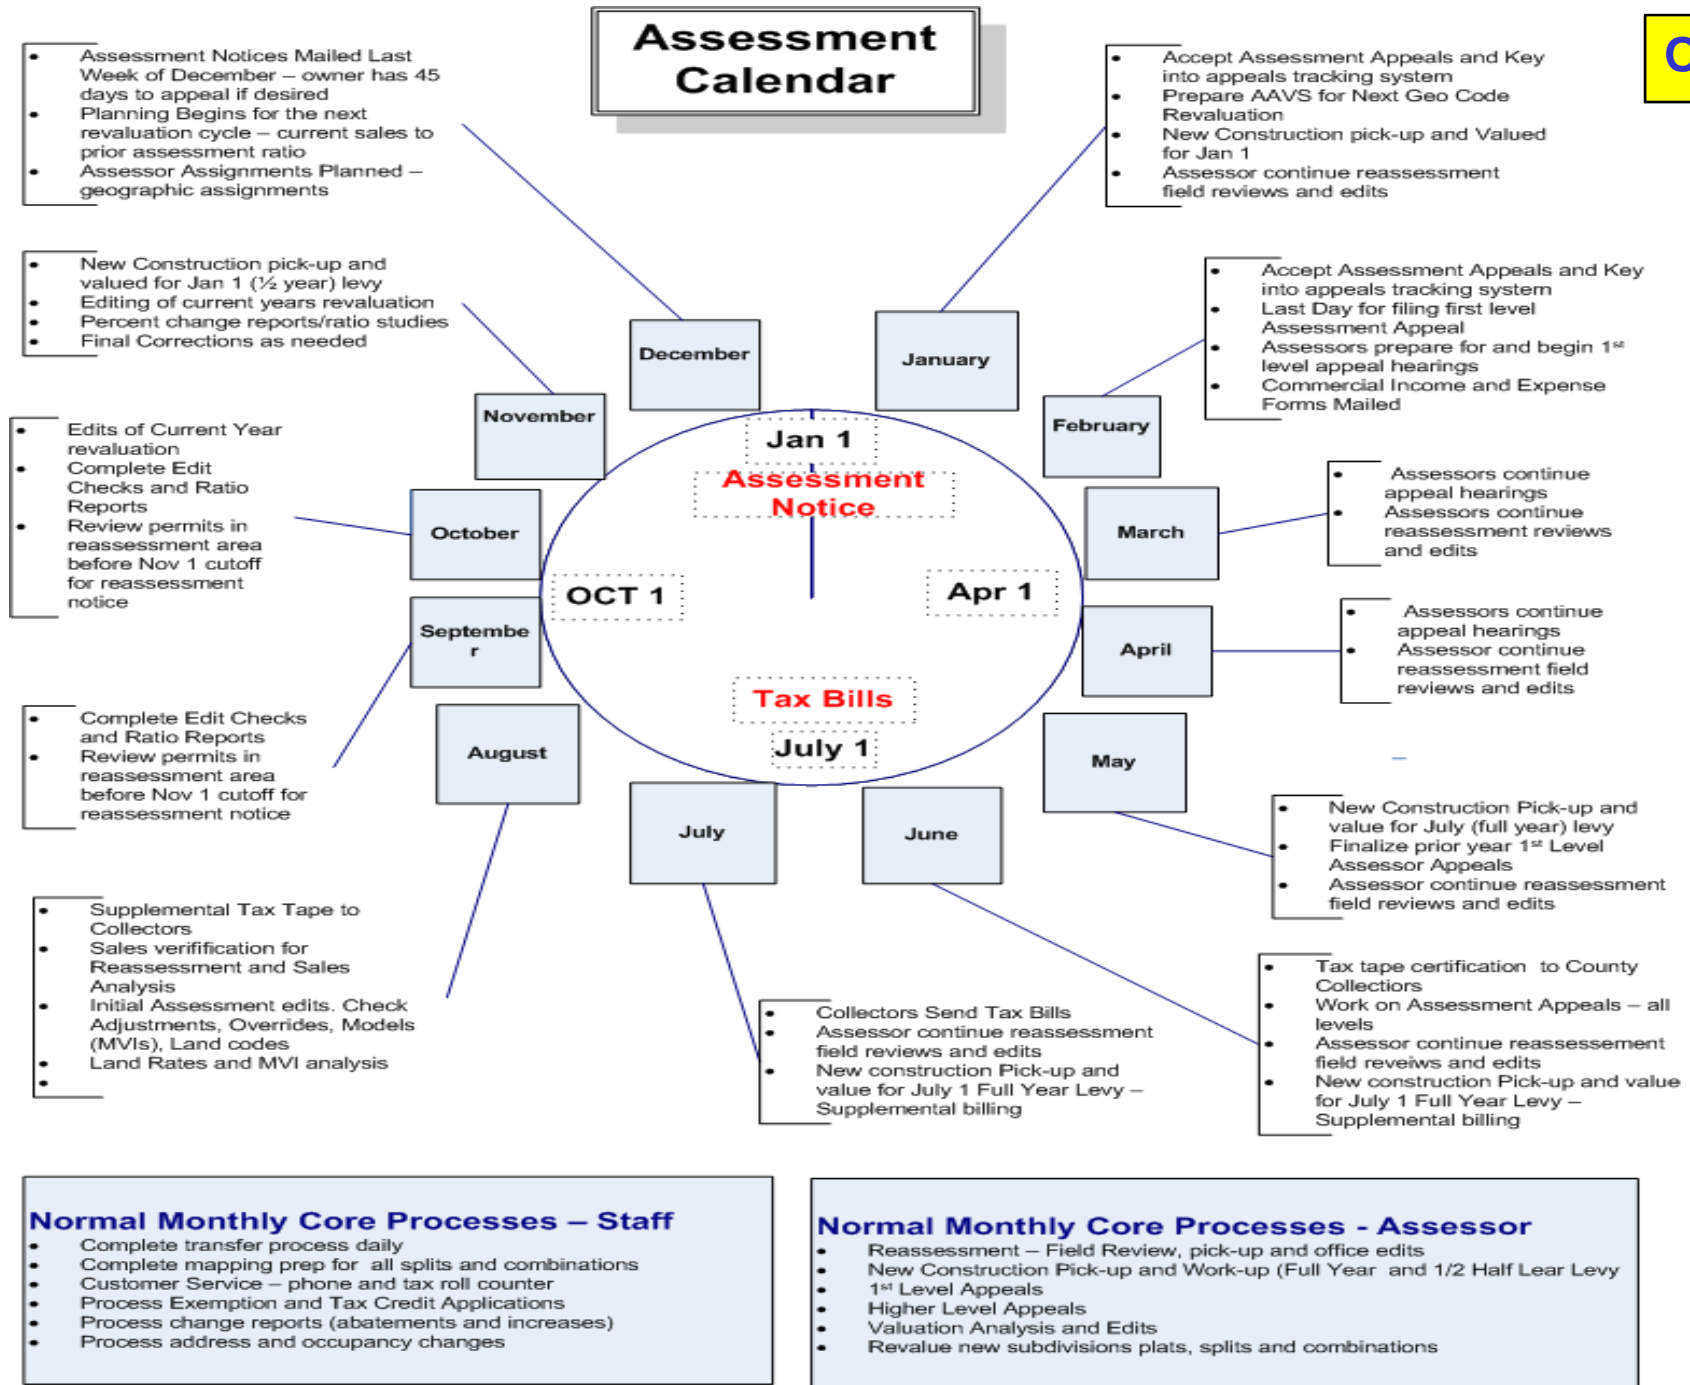 Assessment
Calendar
C
• Assessment Notices Mailed Last
Week of December – owner has 45
days to appeal if desired
• Planning Begins for the next
revaluation cycle – current sales to
prior assessment ratio
• Assessor Assignments Planned –
geographic assignments
• Accept Assessment Appeals and Key
into appeals tracking system
• Prepare AAVS for Next Geo Code
Revaluation
• New Construction pick-up and Valued
for Jan 1
• Assessor continue reassessment
field reviews and edits
• New Construction pick-up and
valued for Jan 1 (½ year) levy
• Editing of current years revaluation
• Percent change reports/ratio studies
• Final Corrections as needed
• Accept Assessment Appeals and Key
into appeals tracking system
• Last Day for filing first level
Assessment Appeal
• Assessors prepare for and begin 1st
level appeal hearings
• Commercial Income and Expense
Forms Mailed
December
January
November
February
• Edits of Current Year
revaluation
• Complete Edit
Checks and Ratio
Reports
• Review permits in
reassessment area
before Nov 1 cutoff
for reassessment
notice
Jan 1
Assessment
Notice
• Assessors continue
appeal hearings
• Assessors continue
reassessment reviews
and edits
October
March
OCT 1
Apr 1
Septembe
r
April
• Assessors continue
appeal hearings
• Assessor continue
reassessment field
reviews and edits
Tax Bills
July 1
• Complete Edit Checks
and Ratio Reports
• Review permits in
reassessment area
before Nov 1 cutoff for
reassessment notice
August
May
July
June
• New Construction Pick-up and
value for July (full year) levy
• Finalize prior year 1st Level
Assessor Appeals
• Assessor continue reassessment
field reviews and edits
• Supplemental Tax Tape to
Collectors
• Sales verifification for
Reassessment and Sales
Analysis
• Initial Assessment edits. Check
Adjustments, Overrides, Models
(MVIs), Land codes
• Land Rates and MVI analysis
•
• Collectors Send Tax Bills
• Assessor continue reassessment
field reviews and edits
• New construction Pick-up and
value for July 1 Full Year Levy –
Supplemental billing
• Tax tape certification to County
Collectiors
• Work on Assessment Appeals – all
levels
• Assessor continue reassessement
field reveiws and edits
• New construction Pick-up and value
for July 1 Full Year Levy –
Supplemental billing
Normal Monthly Core Processes – Staff
• Complete transfer process daily
• Complete mapping prep for all splits and combinations
• Customer Service – phone and tax roll counter
• Process Exemption and Tax Credit Applications
• Process change reports (abatements and increases)
• Process address and occupancy changes
Normal Monthly Core Processes - Assessor
• Reassessment – Field Review, pick-up and office edits
• New Construction Pick-up and Work-up (Full Year and 1/2 Half Lear Levy
• 1st Level Appeals
• Higher Level Appeals
• Valuation Analysis and Edits
• Revalue new subdivisions plats, splits and combinations